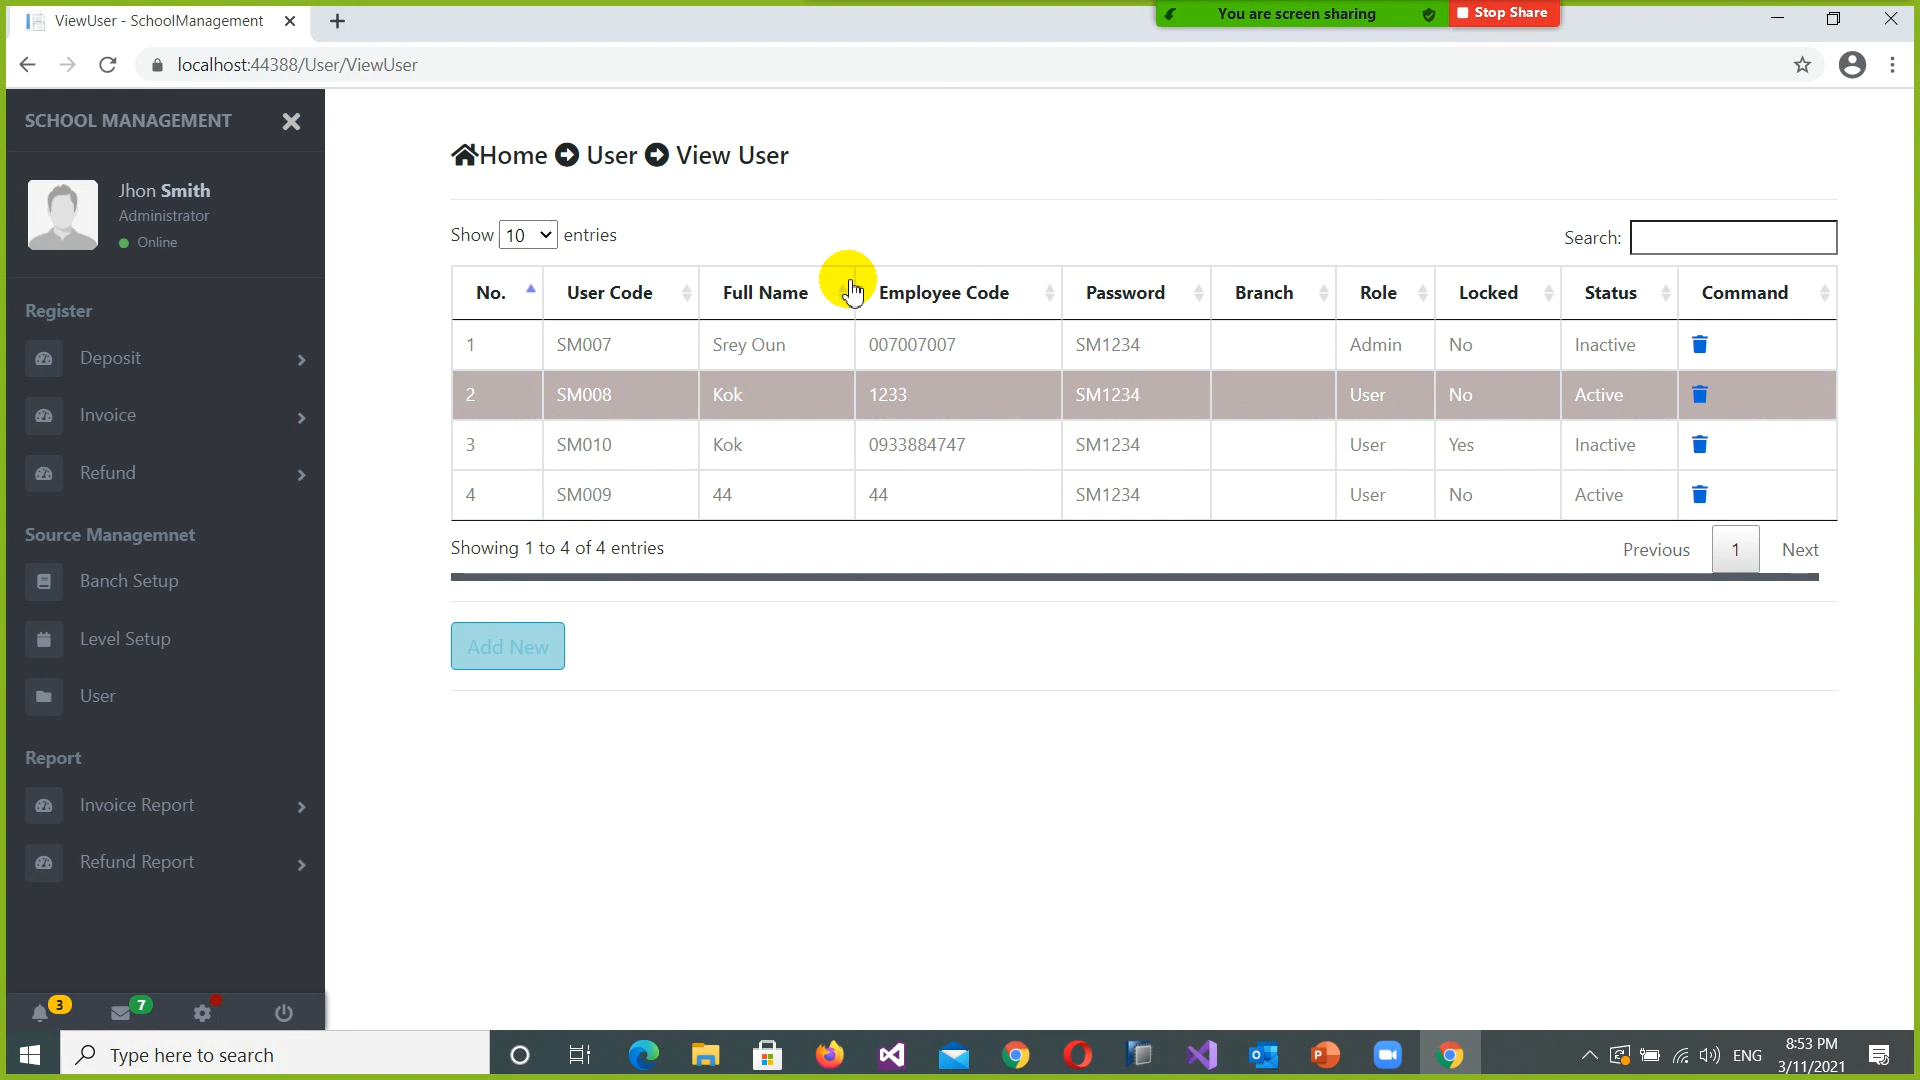 ViewUser - SchoolManagement
You are screen sharing
Stop Share
localhost:44388/User/ViewUser
SCHOOL MANAGEMENT
Jhon Smith
Administrator
Online
Register
Deposit
Invoice
Refund
Source Managemnet
Banch Setup
Level Setup
User
Report
Invoice Report
Refund Report
3
7
Home User View User
Show 10 entries
Search:
No. User Code Full Name Employee Code Password Branch Role Locked Status Command
1 SM007 Srey Oun 007007007 SM1234 Admin No Inactive
2 SM008 Kok 1233 SM1234 User No Active
3 SM010 Kok 0933884747 SM1234 User Yes Inactive
4 SM009 44 44 SM1234 User No Active
Showing 1 to 4 of 4 entries
Previous 1 Next
Add New
Type here to search
ENG
8:53 PM
3/11/2021